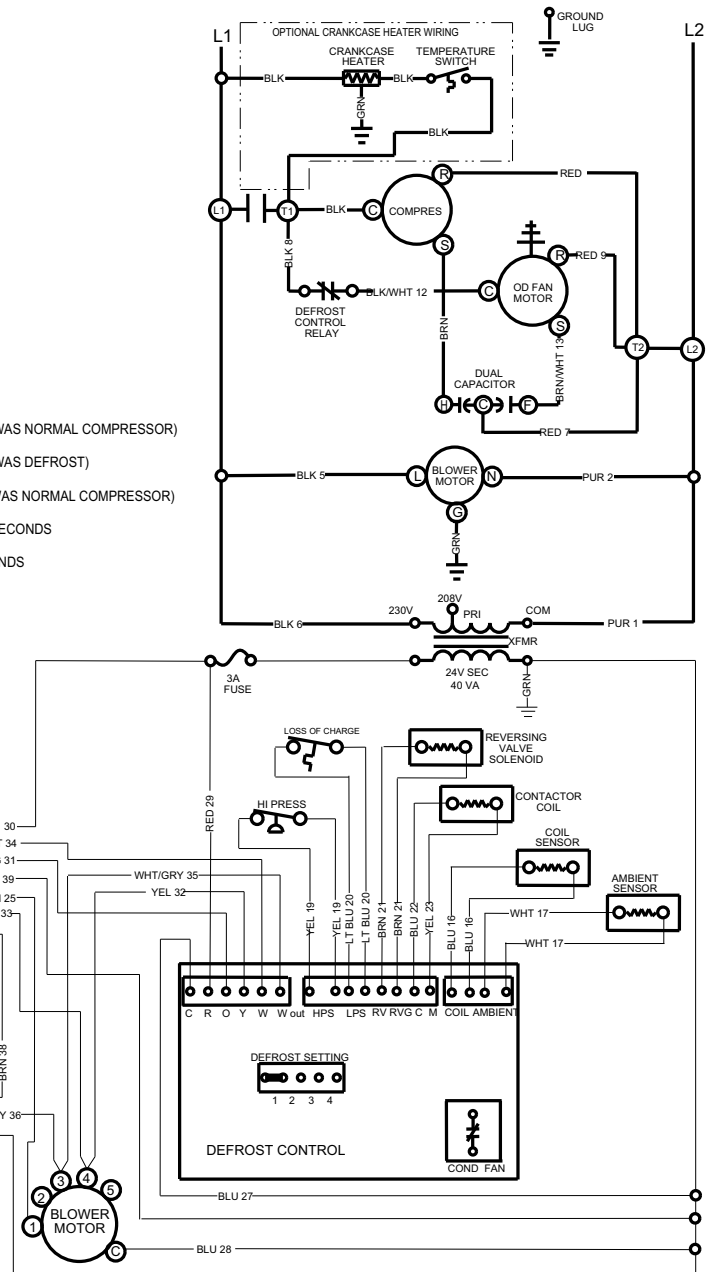 GROUND
LUG
L1
L2
OPTIONAL CRANKCASE HEATER WIRING
CRANKCASE
HEATER
TEMPERATURE
SWITCH
BLK
BLK
GRN
BLK
L1
T1
BLK
C
COMPRES
R
S
RED
BLK 8
DEFROST
CONTROL
RELAY
BLK/WHT 12
C
OD FAN
MOTOR
R
S
RED 9
T2
L2
BRN
BRN/WHT 13
DUAL
CAPACITOR
H
C
F
RED 7
WAS NORMAL COMPRESSOR)
WAS DEFROST)
WAS NORMAL COMPRESSOR)
ECONDS
NDS
BLK 5
L
BLOWER
MOTOR
N
G
PUR 2
GRN
BLK 6
230V
208V
PRI
COM
PUR 1
XFMR
24V SEC
40 VA
GRN
3A
FUSE
LOSS OF CHARGE
REVERSING
VALVE
SOLENOID
HI PRESS
CONTACTOR
COIL
COIL
SENSOR
AMBIENT
SENSOR
RED 29
30
34
31
39
25
33
WHT/GRY 35
YEL 32
YEL 19
YEL 19
LT BLU 20
LT BLU 20
BRN 21
BRN 21
BLU 22
YEL 23
BLU 16
BLU 16
WHT 17
WHT 17
C R O Y W W out HPS LPS RV RVG C M COIL AMBIENT
DEFROST SETTING
1 2 3 4
DEFROST CONTROL
COND FAN
BRN 38
Y 36
1
2
3
4
5
C
BLOWER
MOTOR
BLU 27
BLU 28